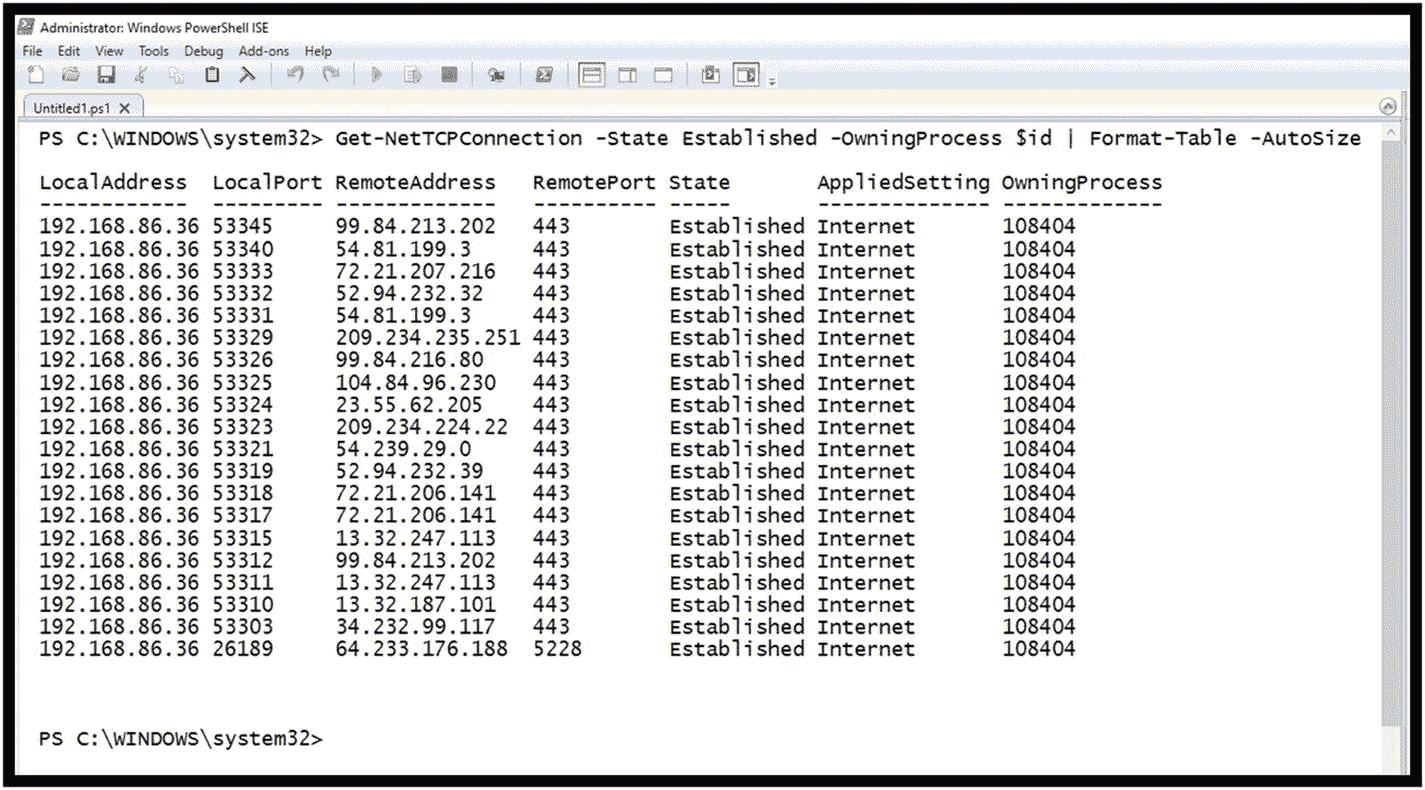 Administrator: Windows PowerShell ISE
File Edit View Tools Debug Add-ons Help
Untitled1.ps1
PS C:\WINDOWS\system32> Get-NetTCPConnection -State Established -OwningProcess $id | Format-Table -AutoSize
LocalAddress LocalPort RemoteAddress RemotePort State AppliedSetting OwningProcess
------------ --------- ------------- ---------- ----- -------------- -------------
192.168.86.36 53345 99.84.213.202 443 Established Internet 108404
192.168.86.36 53340 54.81.199.3 443 Established Internet 108404
192.168.86.36 53333 72.21.207.216 443 Established Internet 108404
192.168.86.36 53332 52.94.232.32 443 Established Internet 108404
192.168.86.36 53331 54.81.199.3 443 Established Internet 108404
192.168.86.36 53329 209.234.235.251 443 Established Internet 108404
192.168.86.36 53326 99.84.216.80 443 Established Internet 108404
192.168.86.36 53325 104.84.96.230 443 Established Internet 108404
192.168.86.36 53324 23.55.62.205 443 Established Internet 108404
192.168.86.36 53323 209.234.224.22 443 Established Internet 108404
192.168.86.36 53321 54.239.29.0 443 Established Internet 108404
192.168.86.36 53319 52.94.232.39 443 Established Internet 108404
192.168.86.36 53318 72.21.206.141 443 Established Internet 108404
192.168.86.36 53317 72.21.206.141 443 Established Internet 108404
192.168.86.36 53315 13.32.247.113 443 Established Internet 108404
192.168.86.36 53312 99.84.213.202 443 Established Internet 108404
192.168.86.36 53311 13.32.247.113 443 Established Internet 108404
192.168.86.36 53310 13.32.187.101 443 Established Internet 108404
192.168.86.36 53303 34.232.99.117 443 Established Internet 108404
192.168.86.36 26189 64.233.176.188 5228 Established Internet 108404
PS C:\WINDOWS\system32>